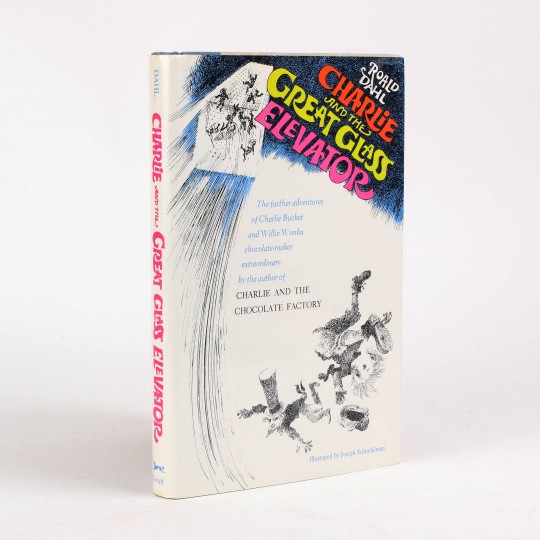 DAHL
CHARLIE AND THE GREAT GLASS ELEVATOR
ROALD
DAHL
CHARLIE
AND THE
GREAT GLASS
ELEVATOR
The further adventures
of Charlie Bucket
and Willie Wonka
chocolate-maker
extraordinary
by the author of
CHARLIE AND THE
CHOCOLATE FACTORY
Illustrated by Joseph Schindelman